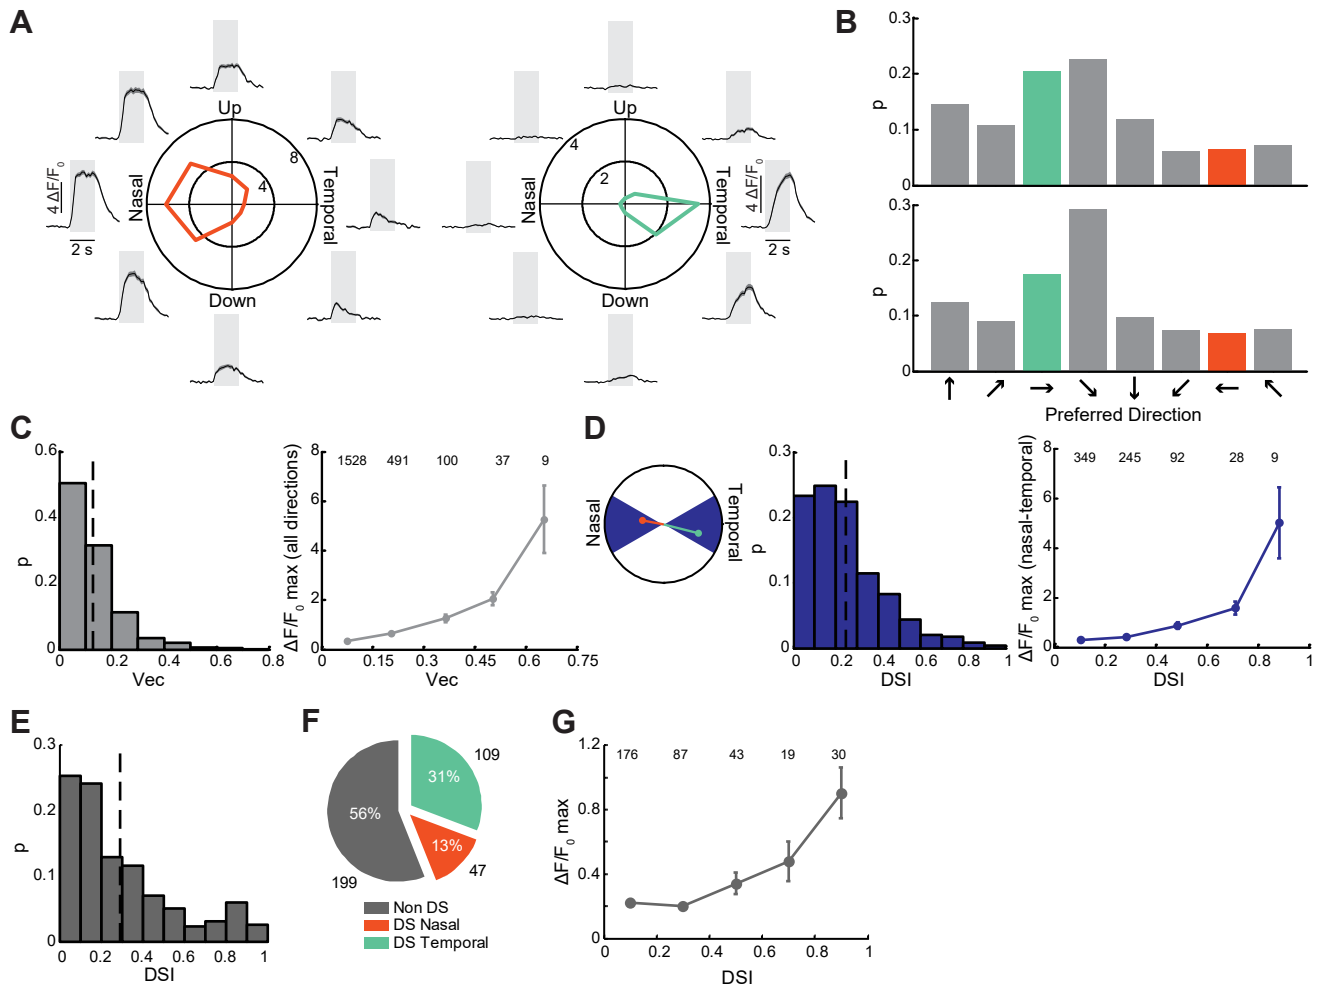 A
Up
Nasal
Temporal
Down
8
4
4 ΔF/F0
2 s
Up
Nasal
Temporal
Down
4
2
4 ΔF/F0
2 s
B
0.3
0.2
0.1
0
p
0.3
0.2
0.1
0
p
↑ ↗ → ↘ ↓ ↙ ← ↖
Preferred Direction
C
0.6
0.4
0.2
0
p
0 0.2 0.4 0.6 0.8
Vec
8
6
4
2
0
ΔF/F0 max (all directions)
1528 491 100 37 9
0 0.15 0.3 0.45 0.6 0.75
Vec
D
Nasal
Temporal
0.3
0.2
0.1
0
p
0 0.2 0.4 0.6 0.8 1
DSI
8
6
4
2
0
ΔF/F0 max (nasal-temporal)
349 245 92 28 9
0 0.2 0.4 0.6 0.8 1
DSI
E
0.3
0.2
0.1
0
p
0 0.2 0.4 0.6 0.8 1
DSI
F
109
31%
56%
13%
47
199
Non DS
DS Nasal
DS Temporal
G
1.2
0.8
0.4
0
ΔF/F0 max
176 87 43 19 30
0 0.2 0.4 0.6 0.8 1
DSI